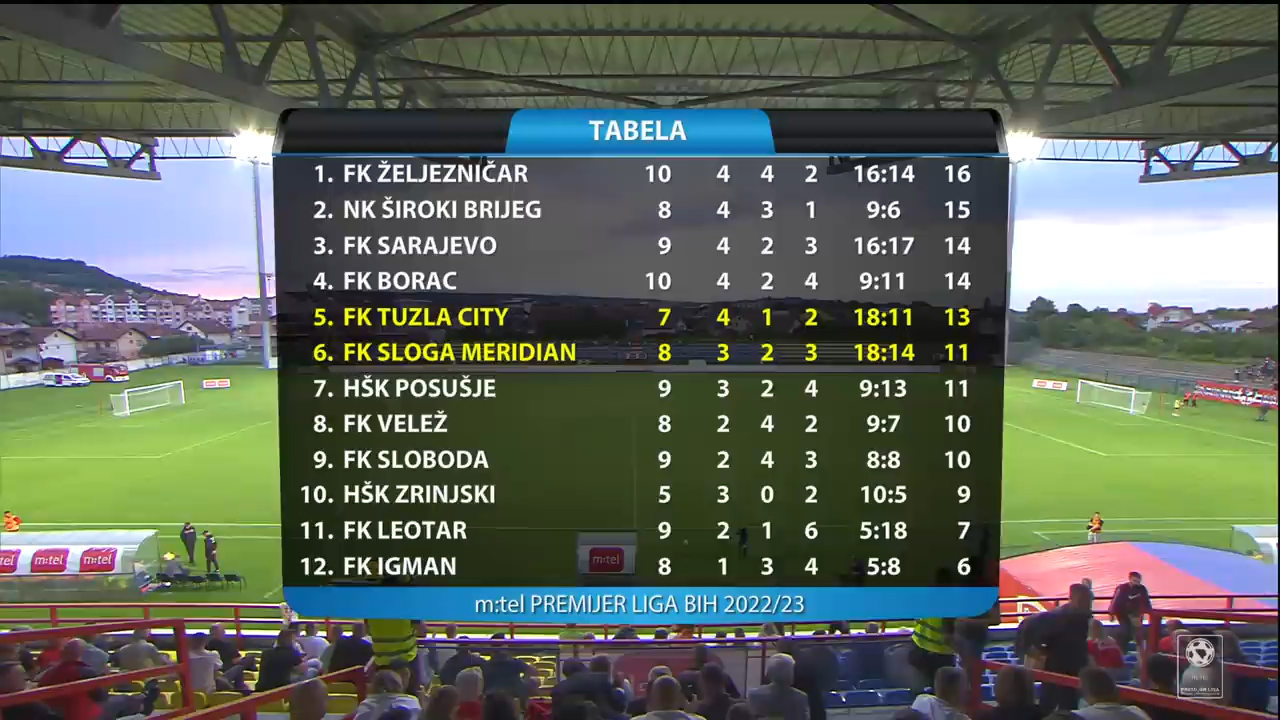 TABELA
1. FK ŽELJEZNIČAR 10 4 4 2 16:14 16
2. NK ŠIROKI BRIJEG 8 4 3 1 9:6 15
3. FK SARAJEVO 9 4 2 3 16:17 14
4. FK BORAC 10 4 2 4 9:11 14
5. FK TUZLA CITY 7 4 1 2 18:11 13
6. FK SLOGA MERIDIAN 8 3 2 3 18:14 11
7. HŠK POSUŠJE 9 3 2 4 9:13 11
8. FK VELEŽ 8 2 4 2 9:7 10
9. FK SLOBODA 9 2 4 3 8:8 10
10. HŠK ZRINJSKI 5 3 0 2 10:5 9
11. FK LEOTAR 9 2 1 6 5:18 7
12. FK IGMAN 8 1 3 4 5:8 6
m:tel PREMIJER LIGA BIH 2022/23
m:tel m:tel
m:tel
PREMIJER LIGA